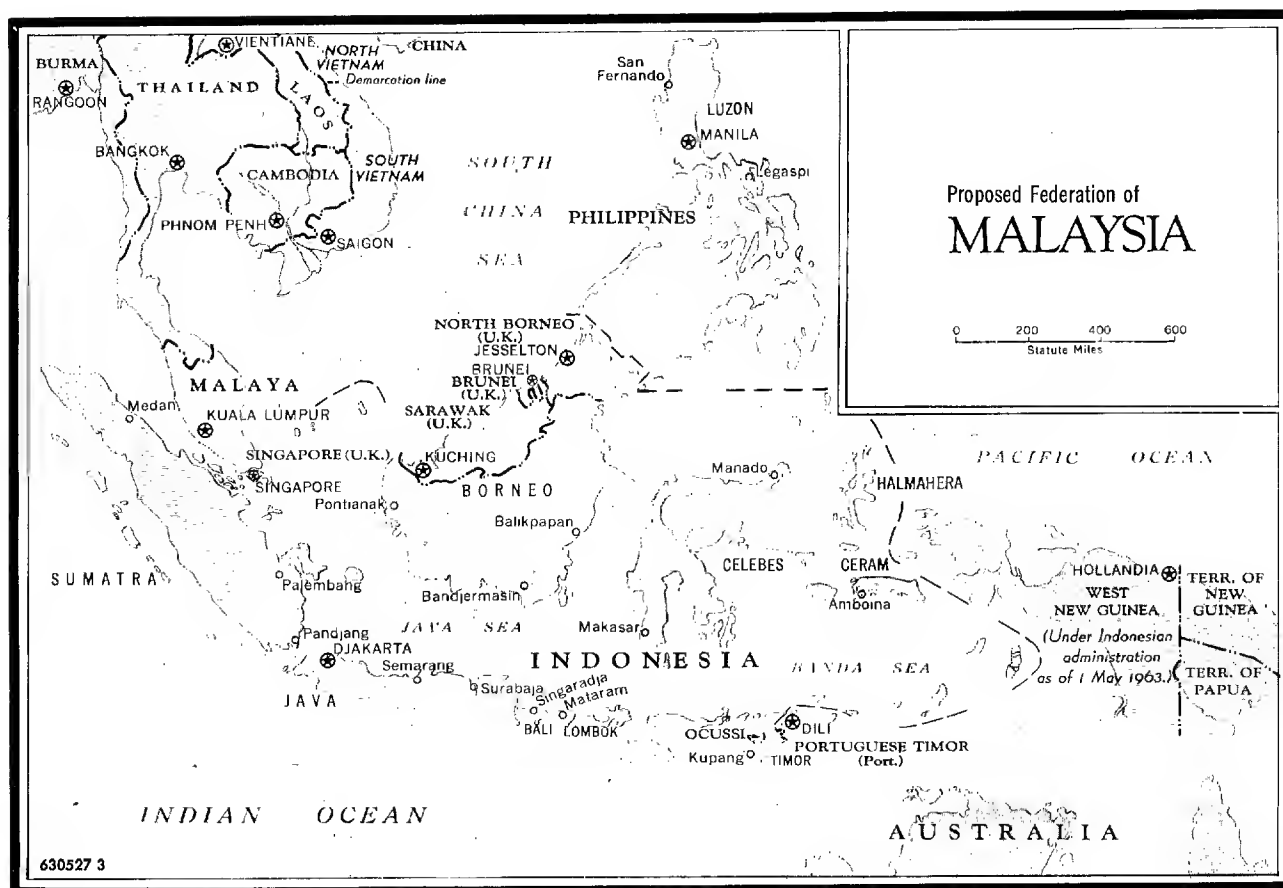 VIENTIANE
NORTH
VIETNAM
CHINA
Demarcation line
BURMA
RANGOON
THAILAND
LAOS
BANGKOK
SOUTH
VIETNAM
CAMBODIA
PHNOM PENH
SAIGON
San
Fernando
LUZON
MANILA
Legaspi
SOUTH
CHINA
SEA
PHILIPPINES
Proposed Federation of
MALAYSIA
0 200 400 600
Statute Miles
NORTH BORNEO
(U.K.)
JESSELTON
BRUNEI
BRUNEI
(U.K.)
MALAYA
Medan
KUALA LUMPUR
SARAWAK
(U.K.)
SINGAPORE (U.K.)
KUCHING
SINGAPORE
BORNEO
Pontianak
Manado
PACIFIC OCEAN
HALMAHERA
Balikpapan
SUMATRA
Palembang
Bandjermasin
CELEBES
CERAM
Amboina
HOLLANDIA
WEST
NEW GUINEA
(Under Indonesian
administration
as of 1 May 1963.)
TERR. OF
NEW
GUINEA
TERR. OF
PAPUA
Pandjang
DJAKARTA
JAVA SEA
Makasar
Semarang
INDONESIA
BANDA SEA
JAVA
Surabaja
Singaradja
Mataram
BALI
LOMBOK
OCUSSI
DILI
PORTUGUESE TIMOR
(Port.)
Kupang
TIMOR
INDIAN OCEAN
AUSTRALIA
630527 3